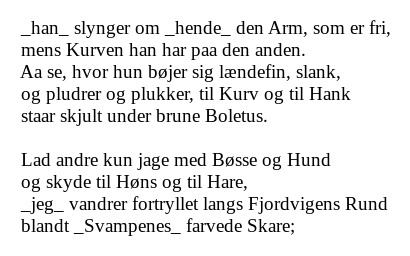 _han_ slynger om _hende_ den Arm, som er fri,
mens Kurven han har paa den anden.
Aa se, hvor hun bøjer sig lændefin, slank,
og pludrer og plukker, til Kurv og til Hank
staar skjult under brune Boletus.

Lad andre kun jage med Bøsse og Hund
og skyde til Høns og til Hare,
_jeg_ vandrer fortryllet langs Fjordvigens Rund
blandt _Svampenes_ farvede Skare;